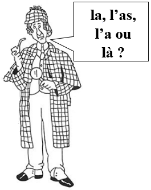 la, l'as,
l'a ou
là ?